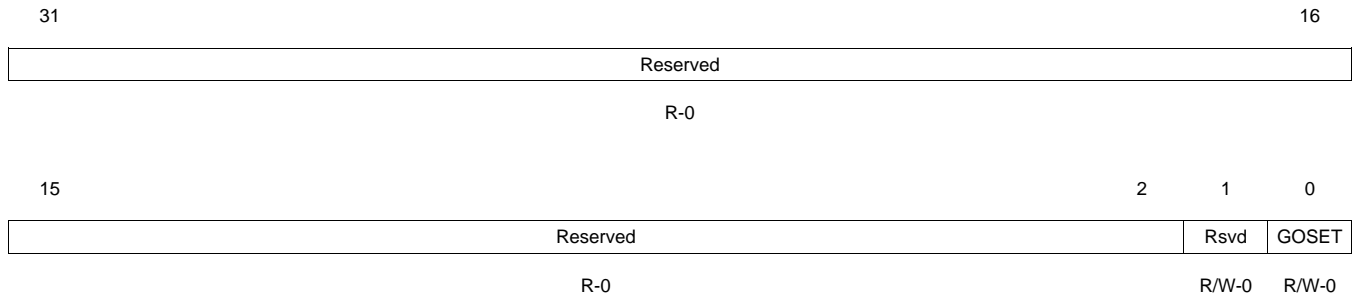 31 16
Reserved
R-0
15 2 1 0
Reserved Rsvd GOSET
R-0 R/W-0 R/W-0